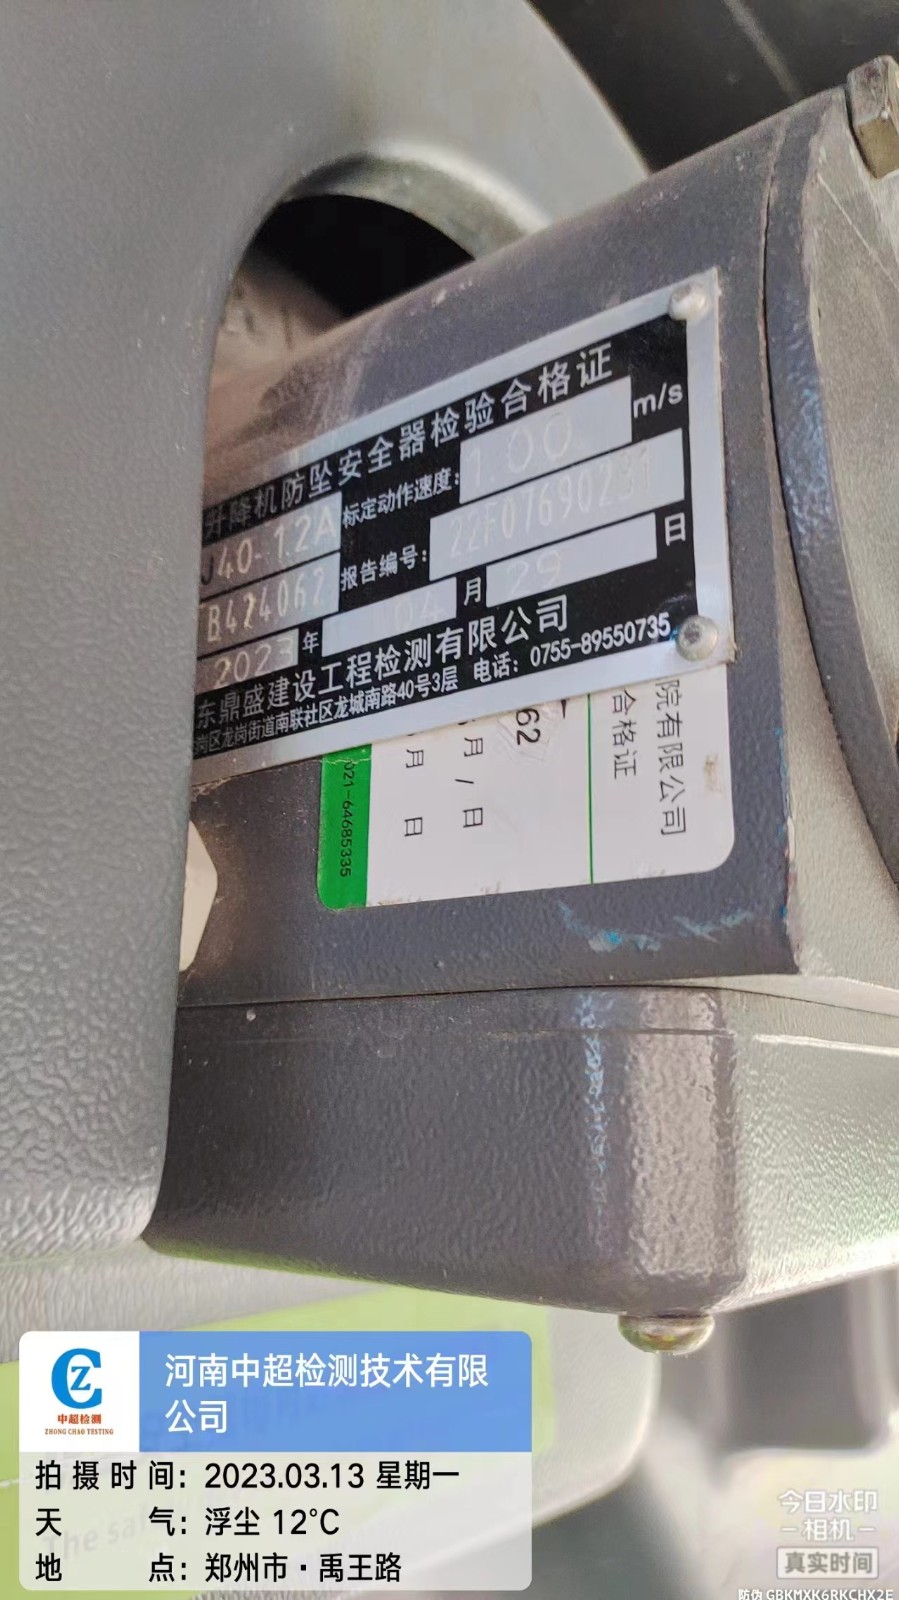 升降机防坠安全器检验合格证
J40-1.2A 标定动作速度: 1.00 m/s
B424062 报告编号: 22F0769023
2023 年 04 月 29 日
东鼎盛建设工程检测有限公司
岗区龙岗街道南联社区龙城南路40号3层 电话: 0755-89550735
院有限公司
合格证
62
月 / 日
月 日
021-64685335
CZ
中超检测
ZHONG CHAO TESTING
河南中超检测技术有限
公司
拍摄时间: 2023.03.13 星期一
天气: 浮尘 12°C
地点: 郑州市·禹王路
今日水印
相机
真实时间
防伪 GBKMXK6RKCHX2E